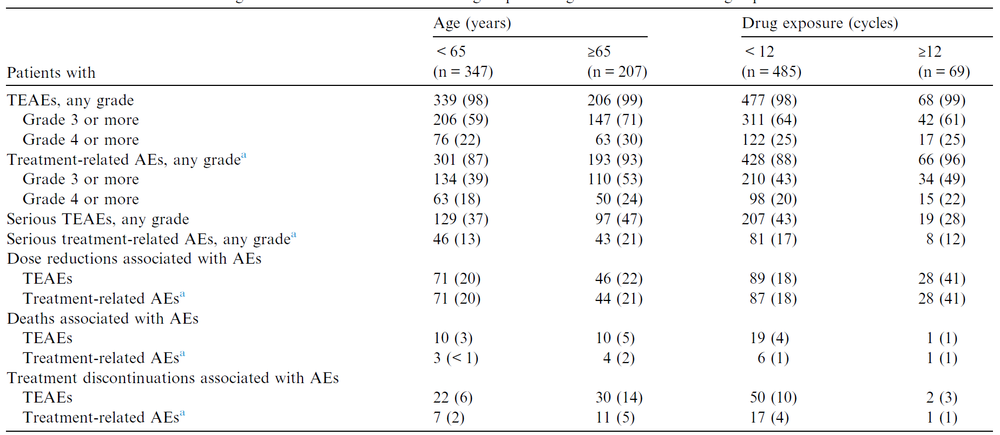 Age (years) Drug exposure (cycles)
< 65 ≥65 < 12 ≥12
Patients with (n = 347) (n = 207) (n = 485) (n = 69)
TEAEs, any grade 339 (98) 206 (99) 477 (98) 68 (99)
Grade 3 or more 206 (59) 147 (71) 311 (64) 42 (61)
Grade 4 or more 76 (22) 63 (30) 122 (25) 17 (25)
Treatment-related AEs, any gradeᵃ 301 (87) 193 (93) 428 (88) 66 (96)
Grade 3 or more 134 (39) 110 (53) 210 (43) 34 (49)
Grade 4 or more 63 (18) 50 (24) 98 (20) 15 (22)
Serious TEAEs, any grade 129 (37) 97 (47) 207 (43) 19 (28)
Serious treatment-related AEs, any gradeᵃ 46 (13) 43 (21) 81 (17) 8 (12)
Dose reductions associated with AEs
TEAEs 71 (20) 46 (22) 89 (18) 28 (41)
Treatment-related AEsᵃ 71 (20) 44 (21) 87 (18) 28 (41)
Deaths associated with AEs
TEAEs 10 (3) 10 (5) 19 (4) 1 (1)
Treatment-related AEsᵃ 3 (< 1) 4 (2) 6 (1) 1 (1)
Treatment discontinuations associated with AEs
TEAEs 22 (6) 30 (14) 50 (10) 2 (3)
Treatment-related AEsᵃ 7 (2) 11 (5) 17 (4) 1 (1)